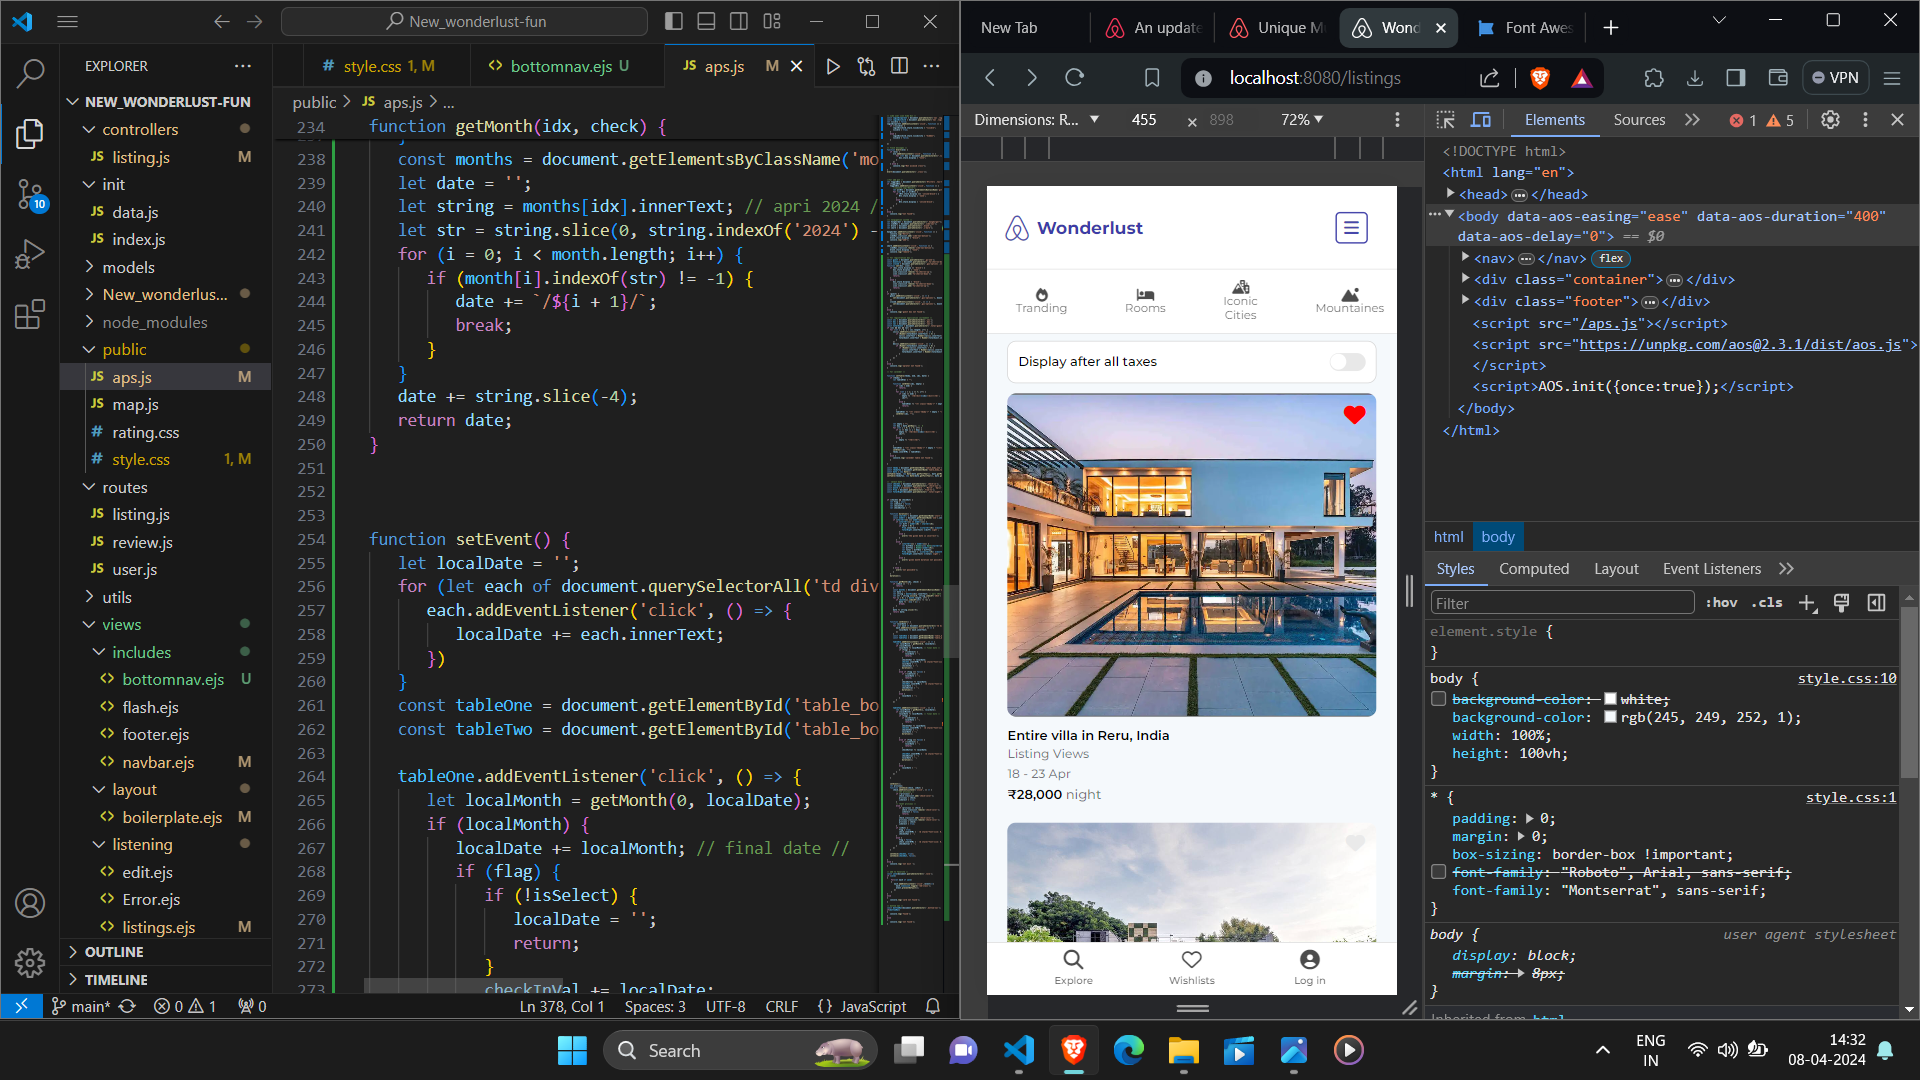 New_wonderlust-fun
EXPLORER
NEW_WONDERLUST-FUN
controllers
JS listing.js M
init
JS data.js
JS index.js
models
New_wonderlus...
node_modules
public
JS aps.js M
JS map.js
# rating.css
# style.css 1, M
routes
JS listing.js
JS review.js
JS user.js
utils
views
includes
<> bottomnav.ejs U
<> flash.ejs
<> footer.ejs
<> navbar.ejs M
layout
<> boilerplate.ejs M
listening
<> edit.ejs
<> Error.ejs
<> listings.ejs M
OUTLINE
TIMELINE
10
# style.css 1, M
<> bottomnav.ejs U
JS aps.js M
public > JS aps.js > ...
234 function getMonth(idx, check) {
238 const months = document.getElementsByClassName('mo
239 let date = '';
240 let string = months[idx].innerText; // apri 2024 /
241 let str = string.slice(0, string.indexOf('2024') -
242 for (i = 0; i < month.length; i++) {
243 if (month[i].indexOf(str) != -1) {
244 date += `/${i + 1}/`;
245 break;
246 }
247 }
248 date += string.slice(-4);
249 return date;
250 }
251
252
253
254 function setEvent() {
255 let localDate = '';
256 for (let each of document.querySelectorAll('td div
257 each.addEventListener('click', () => {
258 localDate += each.innerText;
259 })
260 }
261 const tableOne = document.getElementById('table_bo
262 const tableTwo = document.getElementById('table_bo
263
264 tableOne.addEventListener('click', () => {
265 let localMonth = getMonth(0, localDate);
266 if (localMonth) {
267 localDate += localMonth; // final date //
268 if (flag) {
269 if (!isSelect) {
270 localDate = '';
271 return;
272 }
273 checkInVal += localDate;
main* 0 1 0
Ln 378, Col 1 Spaces: 3 UTF-8 CRLF {} JavaScript
New Tab
An update
Unique M
Wond
Font Awes
localhost:8080/listings
VPN
Dimensions: R... 455 × 898 72%
Elements Sources 1 5
Wonderlust
Tranding
Rooms
Iconic
Cities
Mountaines
Display after all taxes
Entire villa in Reru, India
Listing Views
18 - 23 Apr
₹28,000 night
Explore
Wishlists
Log in
<!DOCTYPE html>
<html lang="en">
<head> ... </head>
<body data-aos-easing="ease" data-aos-duration="400"
data-aos-delay="0"> == $0
<nav> ... </nav> flex
<div class="container"> ... </div>
<div class="footer"> ... </div>
<script src="/aps.js"></script>
<script src="https://unpkg.com/aos@2.3.1/dist/aos.js">
</script>
<script>AOS.init({once:true});</script>
</body>
</html>
html body
Styles Computed Layout Event Listeners
Filter :hov .cls
element.style {
}
body { style.css:10
background-color: white;
background-color: rgb(245, 249, 252, 1);
width: 100%;
height: 100vh;
}
* { style.css:1
padding: 0;
margin: 0;
box-sizing: border-box !important;
font-family: "Roboto", Arial, sans-serif;
font-family: "Montserrat", sans-serif;
}
body { user agent stylesheet
display: block;
margin: 8px;
}
Inherited from html
Search
ENG
IN
14:32
08-04-2024